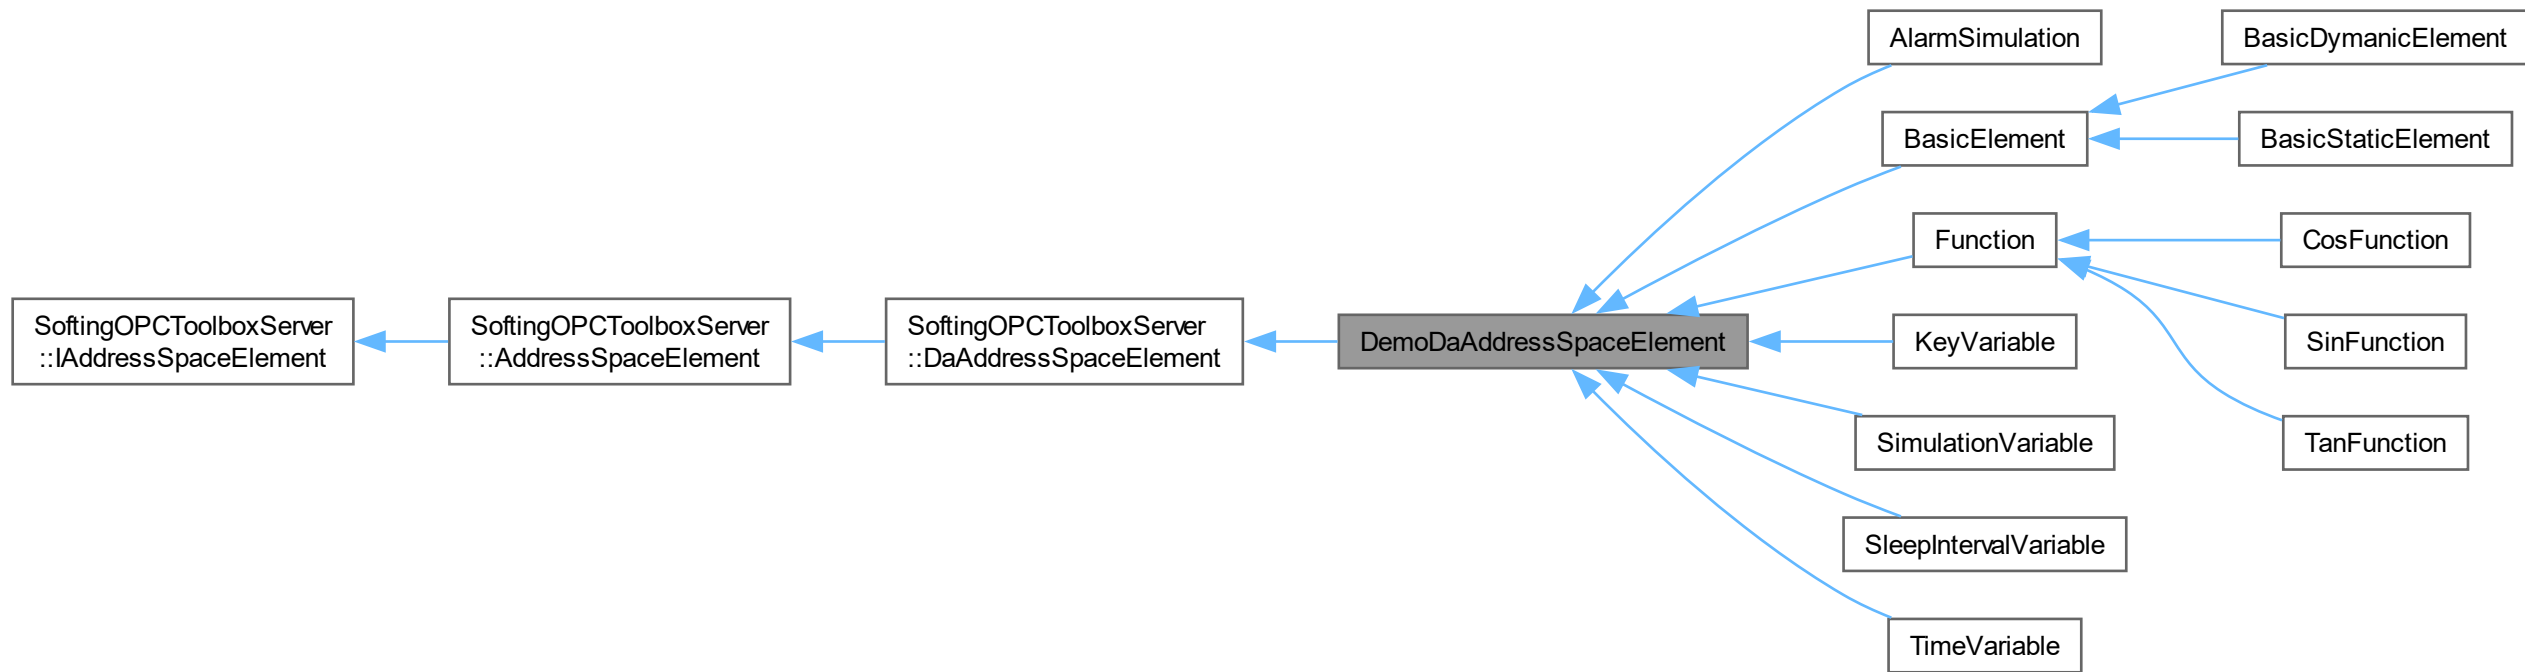 AlarmSimulation
BasicDymanicElement
BasicElement
BasicStaticElement
Function
CosFunction
SoftingOPCToolboxServer
::IAddressSpaceElement
SoftingOPCToolboxServer
::AddressSpaceElement
SoftingOPCToolboxServer
::DaAddressSpaceElement
DemoDaAddressSpaceElement
KeyVariable
SinFunction
SimulationVariable
TanFunction
SleepIntervalVariable
TimeVariable